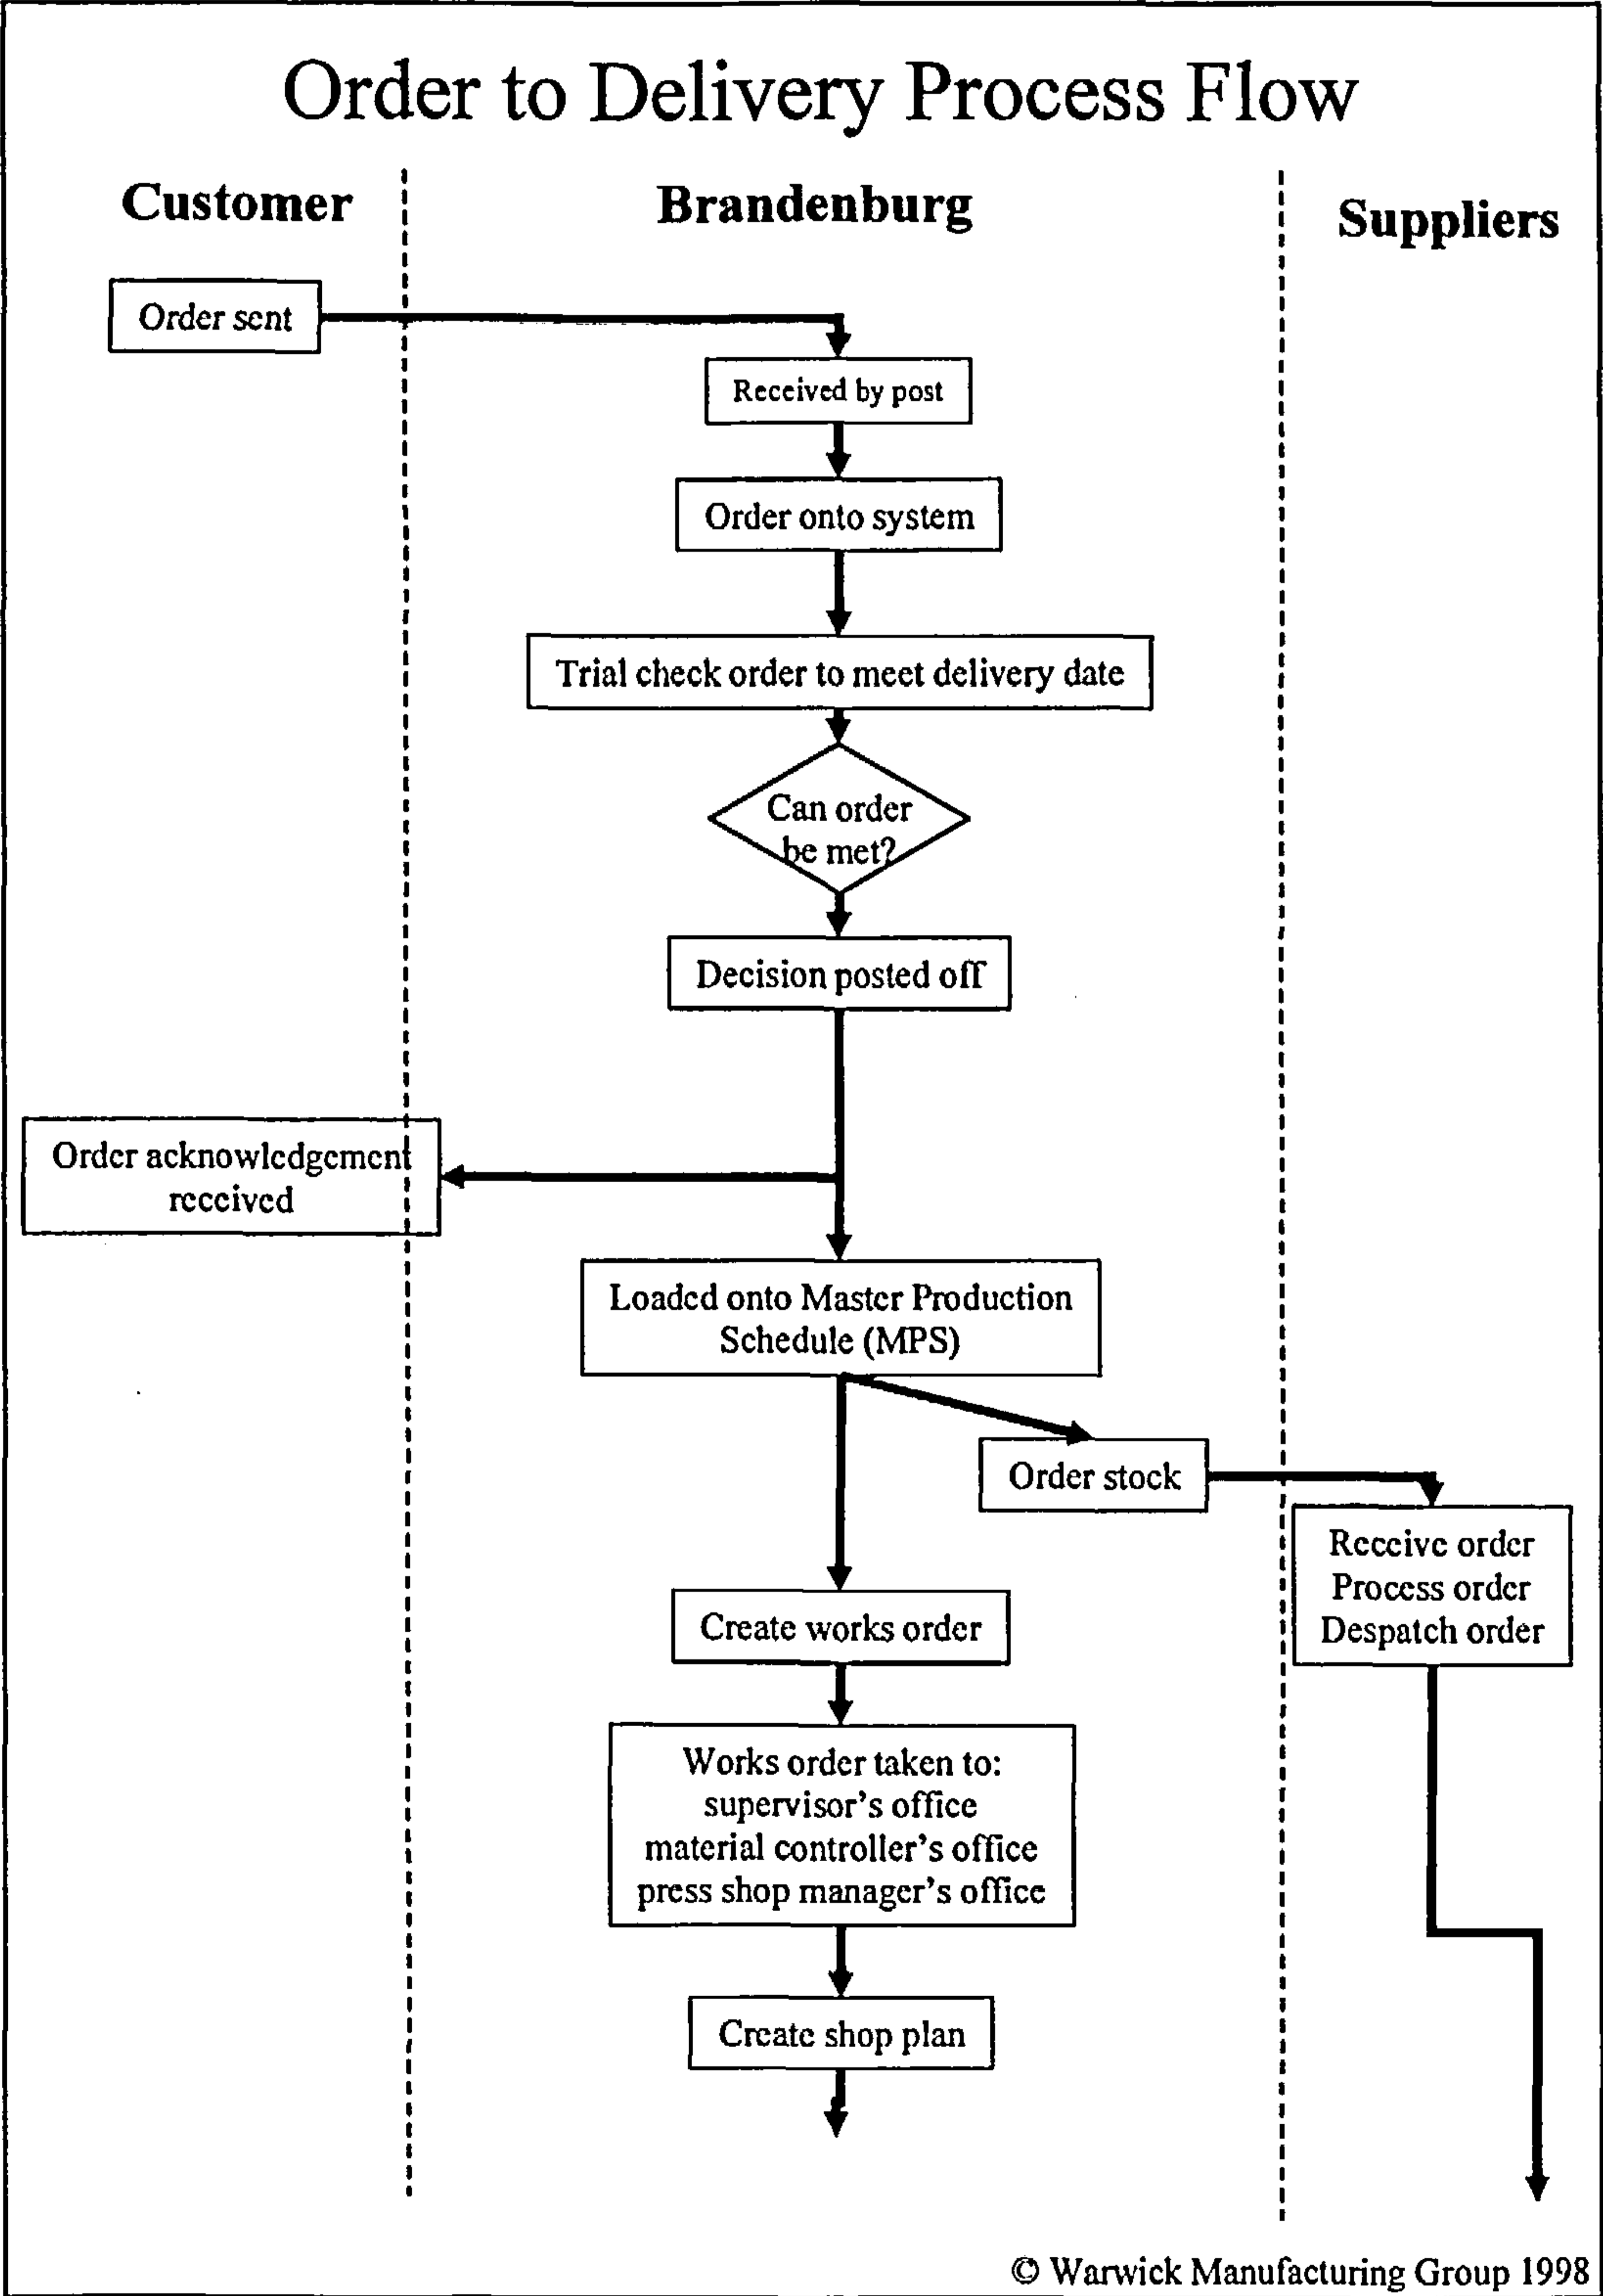 Order to Delivery Process Flow
Customer
Brandenburg
Suppliers
Order sent
Received by post
Order onto system
Trial check order to meet delivery date
Can order
be met?
Decision posted off
Order acknowledgement
received
Loaded onto Master Production
Schedule (MPS)
Order stock
Receive order
Process order
Despatch order
Create works order
Works order taken to:
supervisor's office
material controller's office
press shop manager's office
Create shop plan
© Warwick Manufacturing Group 1998